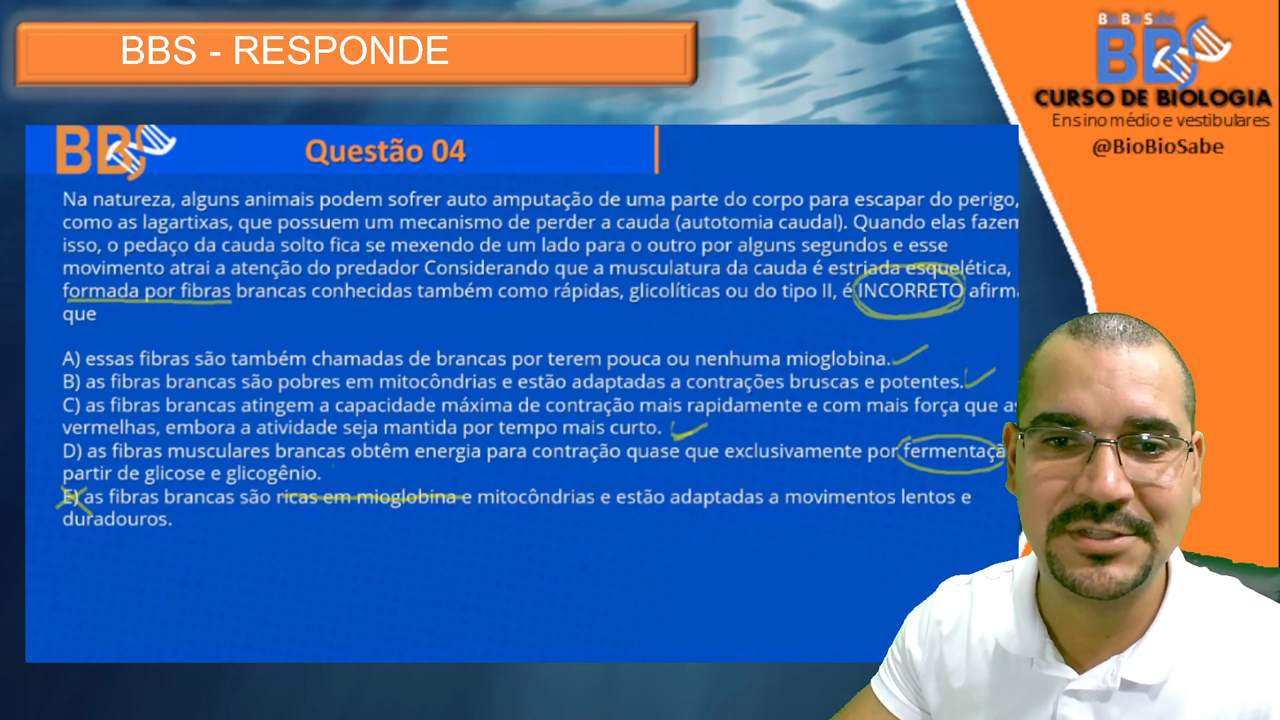 BBS - RESPONDE
Bio Bio Sabe
BBS
CURSO DE BIOLOGIA
Ensino médio e vestibulares
@BioBioSabe
BBS
Questão 04
Na natureza, alguns animais podem sofrer auto amputação de uma parte do corpo para escapar do perigo,
como as lagartixas, que possuem um mecanismo de perder a cauda (autotomia caudal). Quando elas fazem
isso, o pedaço da cauda solto fica se mexendo de um lado para o outro por alguns segundos e esse
movimento atrai a atenção do predador Considerando que a musculatura da cauda é estriada esquelética,
formada por fibras brancas conhecidas também como rápidas, glicolíticas ou do tipo II, é INCORRETO afirm
que
A) essas fibras são também chamadas de brancas por terem pouca ou nenhuma mioglobina.
B) as fibras brancas são pobres em mitocôndrias e estão adaptadas a contrações bruscas e potentes.
C) as fibras brancas atingem a capacidade máxima de contração mais rapidamente e com mais força que as
vermelhas, embora a atividade seja mantida por tempo mais curto.
D) as fibras musculares brancas obtêm energia para contração quase que exclusivamente por fermentaçã
partir de glicose e glicogênio.
E) as fibras brancas são ricas em mioglobina e mitocôndrias e estão adaptadas a movimentos lentos e
duradouros.